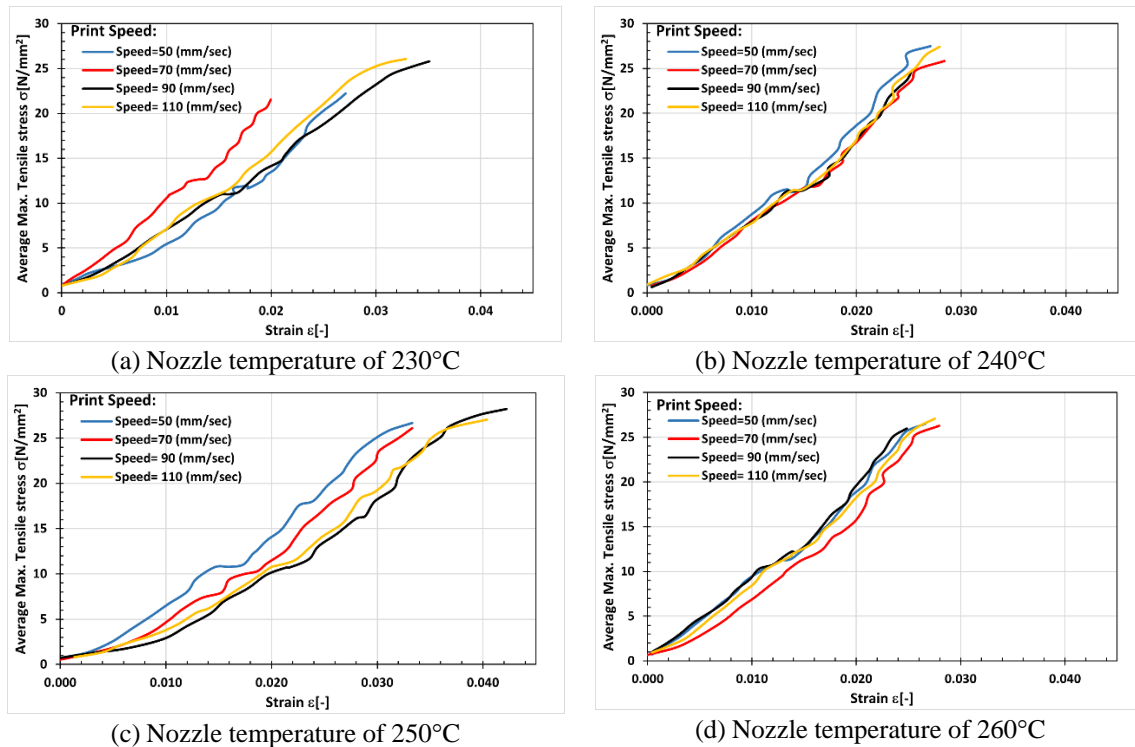 Print Speed:
Speed=50 (mm/sec)
Speed=70 (mm/sec)
Speed= 90 (mm/sec)
Speed= 110 (mm/sec)
Average Max. Tensile stress σ[N/mm²]
30
25
20
15
10
5
0
0 0.010 0.020 0.030 0.040
Strain ε[-]
(a) Nozzle temperature of 230°C
Print Speed:
Speed=50 (mm/sec)
Speed=70 (mm/sec)
Speed= 90 (mm/sec)
Speed= 110 (mm/sec)
Average Max. Tensile stress σ[N/mm²]
30
25
20
15
10
5
0
0.000 0.010 0.020 0.030 0.040
Strain ε[-]
(b) Nozzle temperature of 240°C
Print Speed:
Speed=50 (mm/sec)
Speed=70 (mm/sec)
Speed= 90 (mm/sec)
Speed= 110 (mm/sec)
Average Max. Tensile stress σ[N/mm²]
30
25
20
15
10
5
0
0.000 0.010 0.020 0.030 0.040
Strain ε[-]
(c) Nozzle temperature of 250°C
Print Speed:
Speed=50 (mm/sec)
Speed=70 (mm/sec)
Speed= 90 (mm/sec)
Speed= 110 (mm/sec)
Average Max. Tensile stress σ[N/mm²]
30
25
20
15
10
5
0
0.000 0.010 0.020 0.030 0.040
Strain ε[-]
(d) Nozzle temperature of 260°C